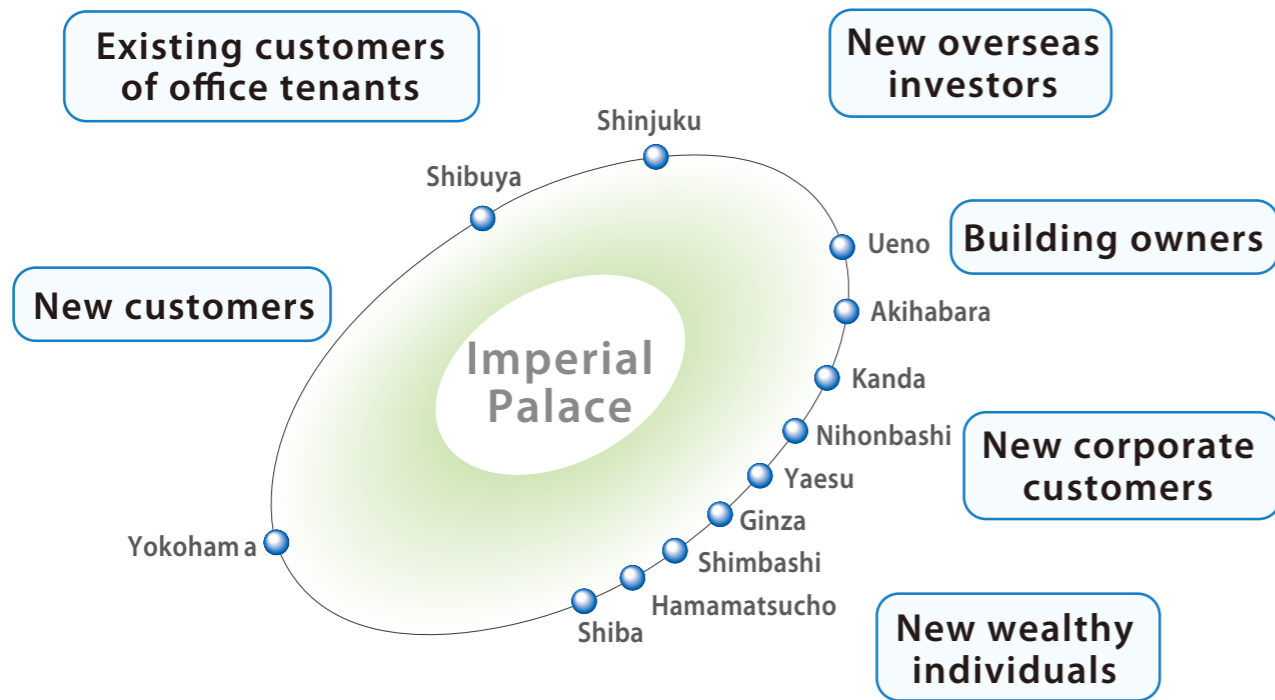 Existing customers
of office tenants
New overseas
investors
Shinjuku
Shibuya
Ueno
Building owners
New customers
Akihabara
Imperial
Palace
Kanda
Nihonbashi
New corporate
customers
Yaesu
Ginza
Yokohama
Shimbashi
Hamamatsucho
Shiba
New wealthy
individuals